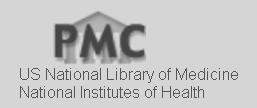 PMC
US National Library of Medicine
National Institutes of Health